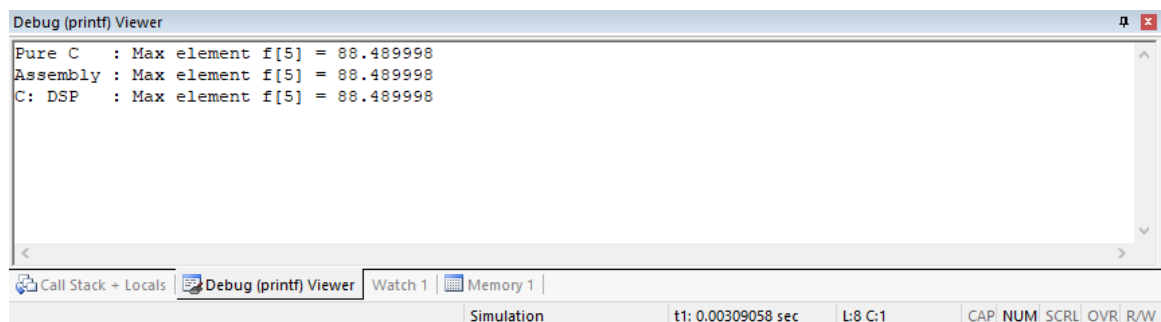 Debug (printf) Viewer
Pure C   : Max element f[5] = 88.489998
Assembly : Max element f[5] = 88.489998
C: DSP   : Max element f[5] = 88.489998
Call Stack + Locals Debug (printf) Viewer Watch 1 Memory 1
Simulation t1: 0.00309058 sec L:8 C:1 CAP NUM SCRL OVR R/W